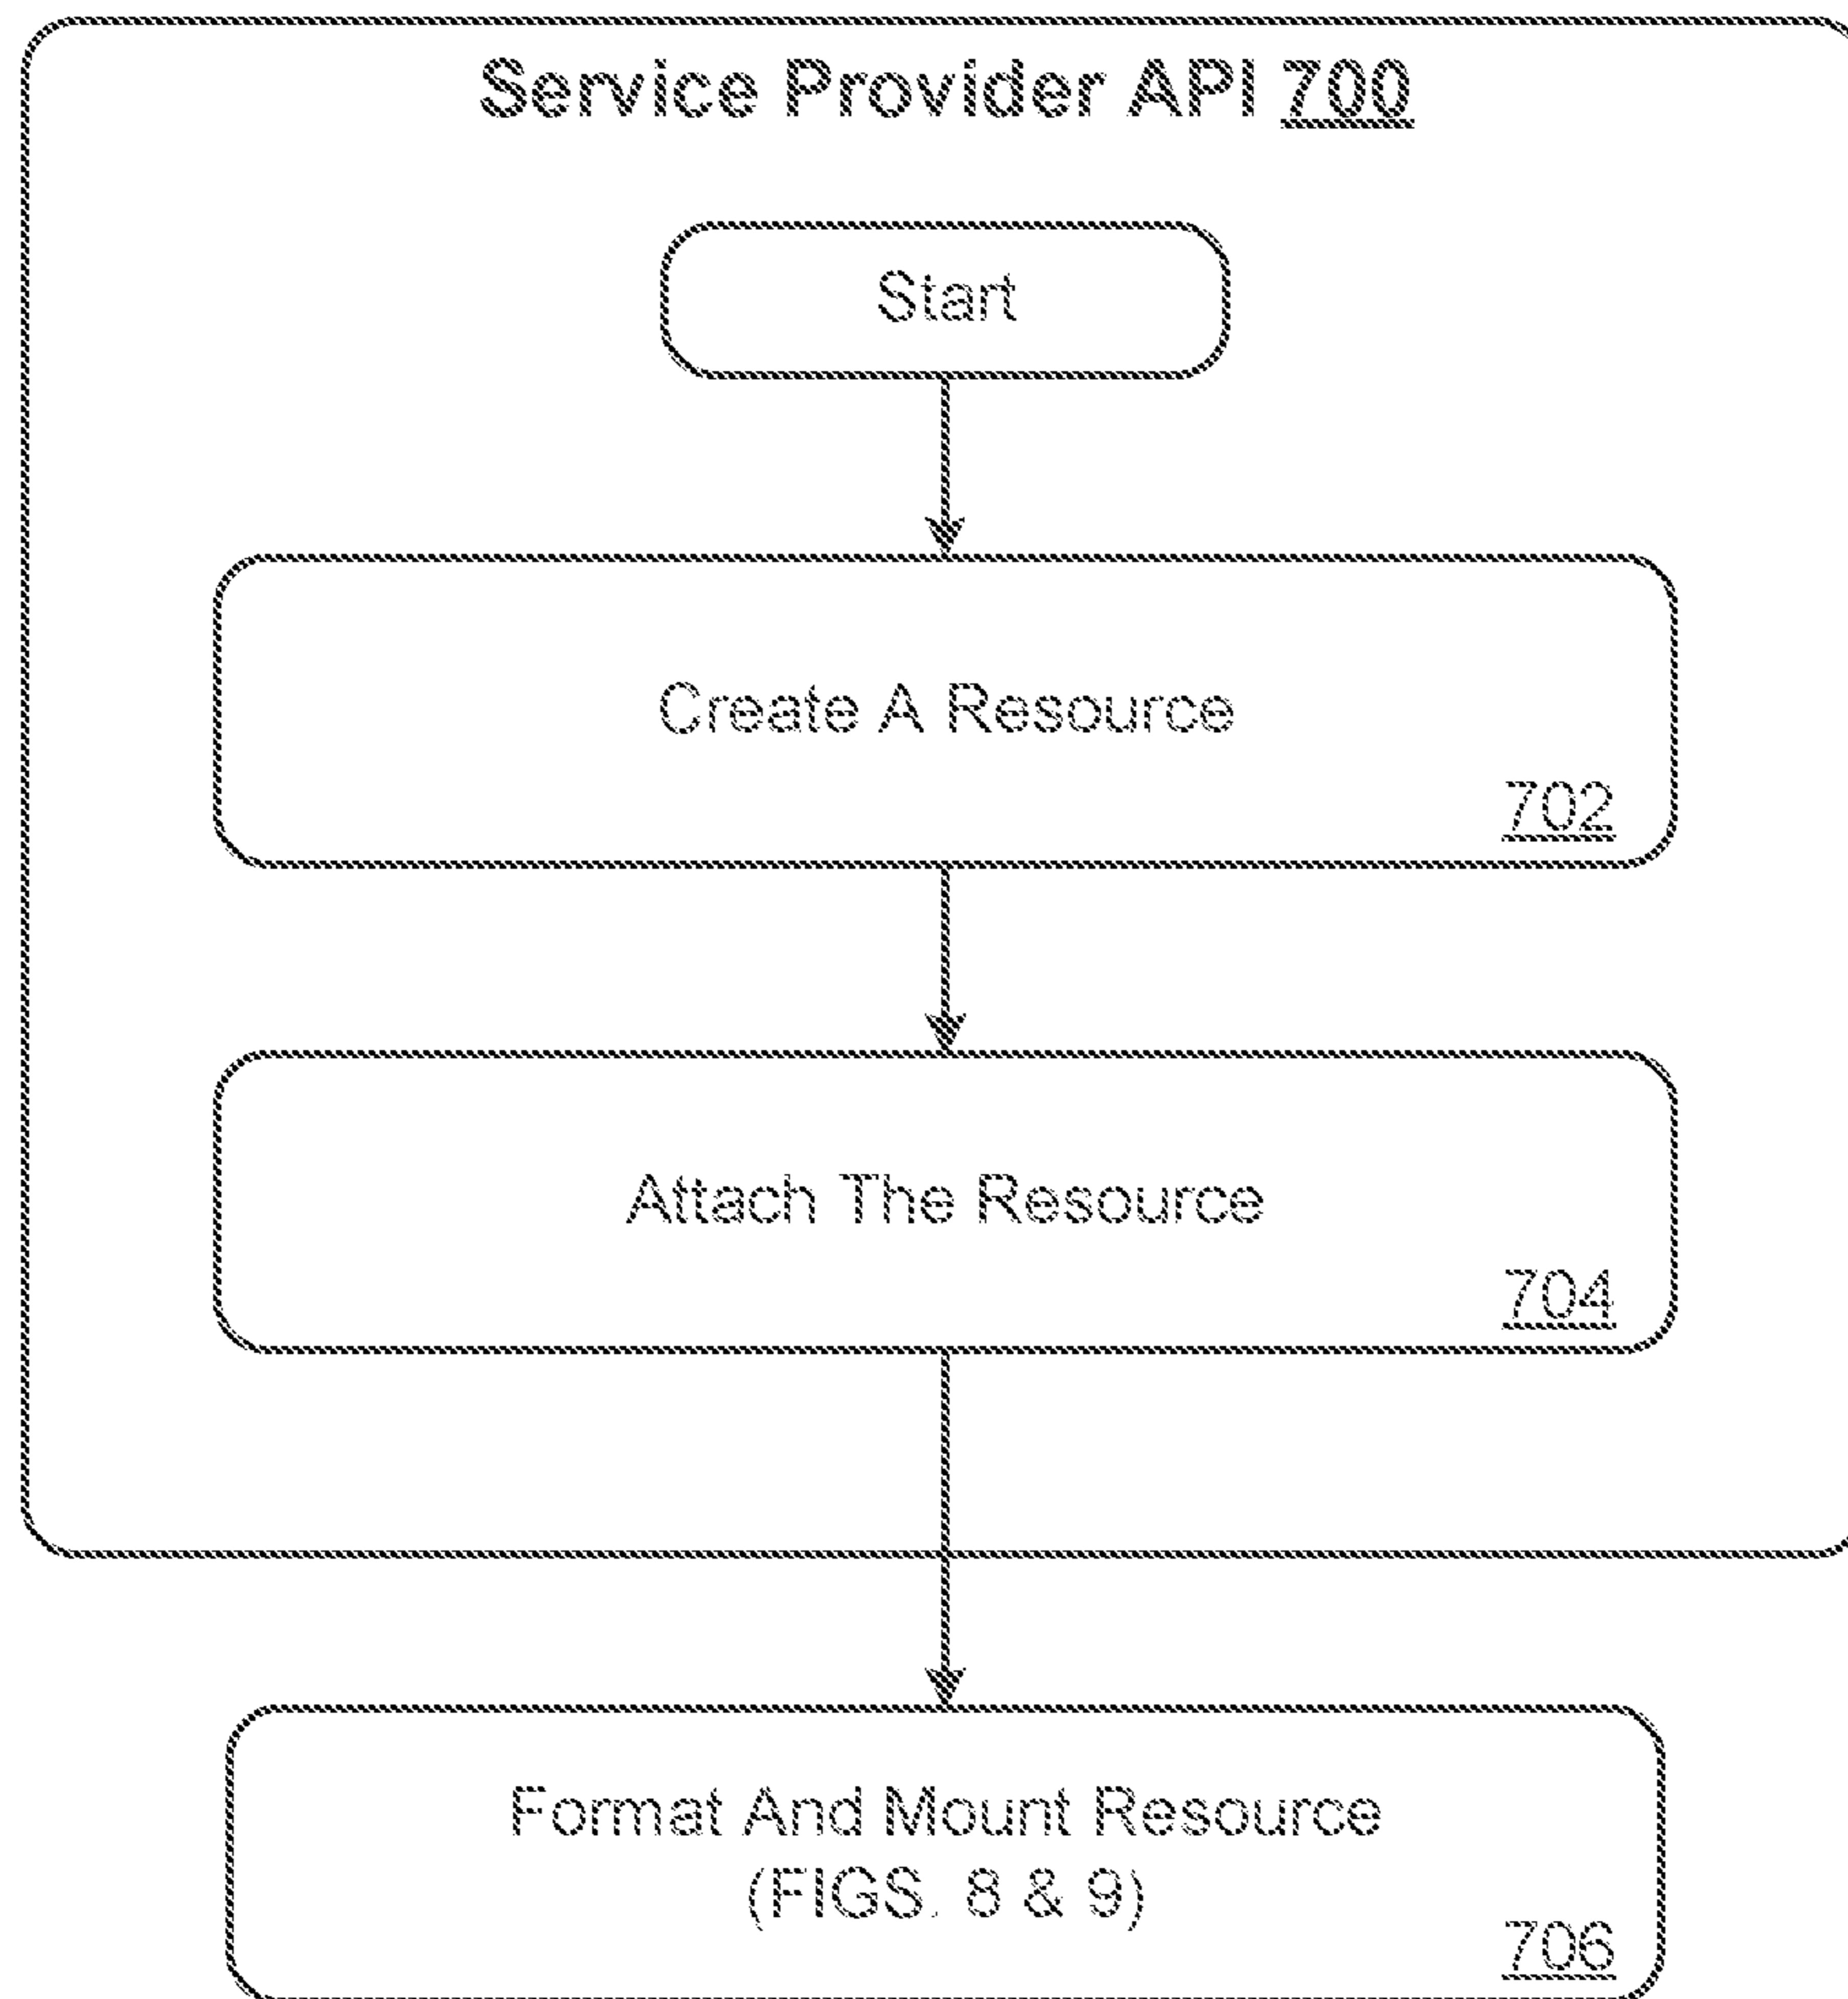 Service Provider API 700
Start
Create A Resource
702
Attach The Resource
704
Format And Mount Resource
(FIGS. 8 & 9)
706